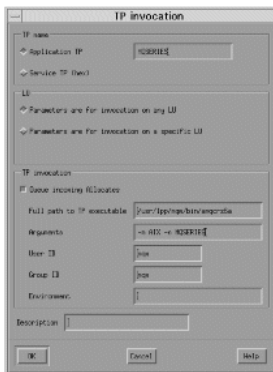 TP invocation
TP name
Application TP MQSERIES
Service TP (hex)
LU
Parameters are for invocation on any LU
Parameters are for invocation on a specific LU
TP invocation
Queue incoming Allocates
Full path to TP executable /usr/lpp/mqm/bin/amqcrs6a
Arguments -m AIX -n MQSERIES
User ID mqm
Group ID mqm
Environment
Description
OK Cancel Help